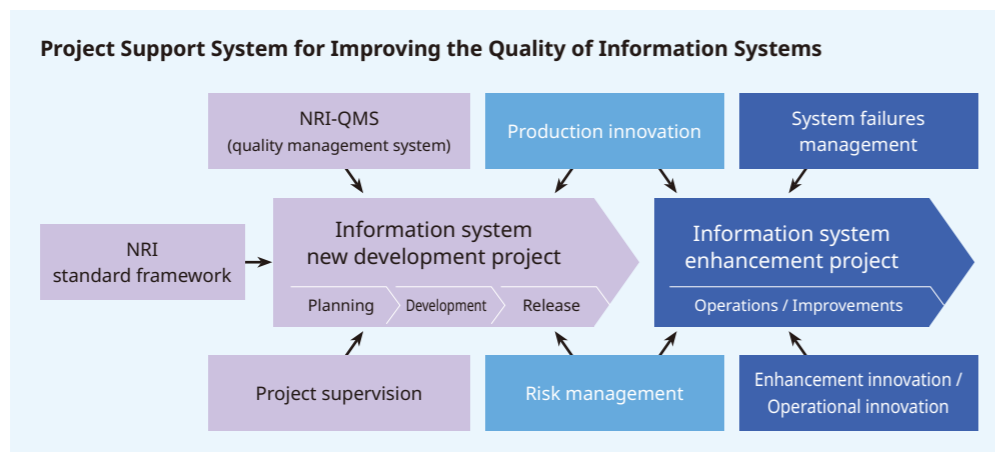 Project Support System for Improving the Quality of Information Systems
NRI-QMS
(quality management system)
Production innovation
System failures
management
NRI
standard framework
Information system
new development project
Planning
Development
Release
Information system
enhancement project
Operations / Improvements
Project supervision
Risk management
Enhancement innovation /
Operational innovation